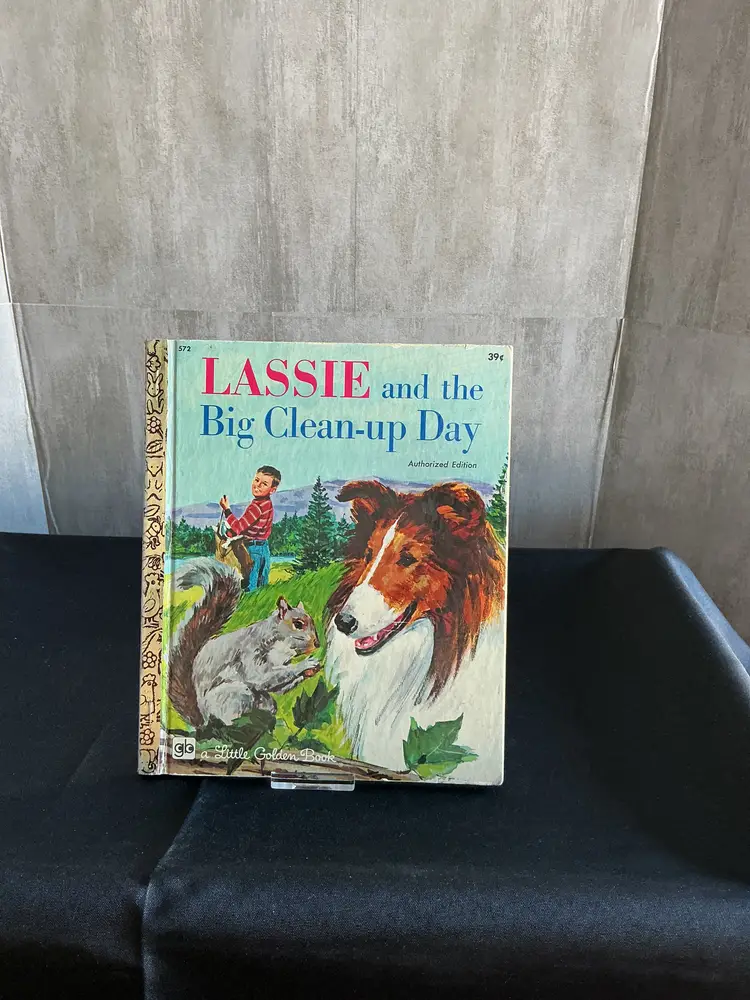 572
39¢
LASSIE and the
Big Clean-up Day
Authorized Edition
gb a Little Golden Book